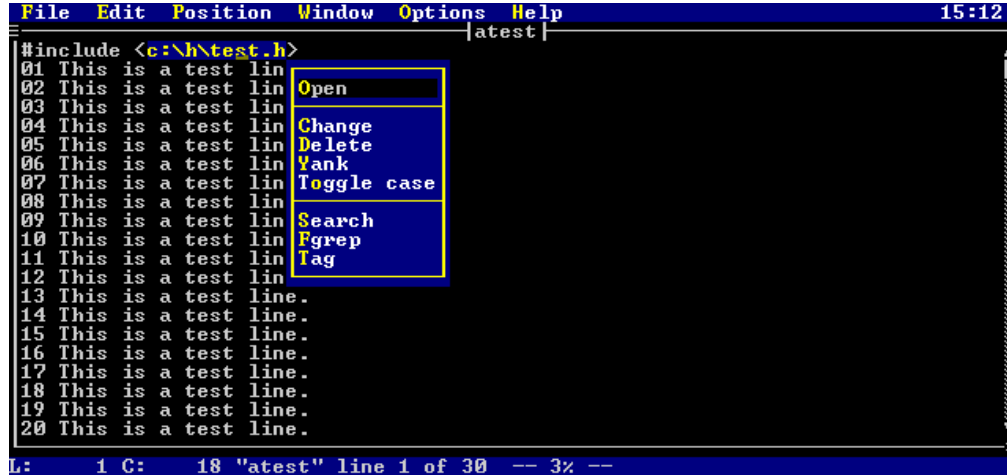 File Edit Position Window Options Help 15:12
atest
#include <c:\h\test.h>
01 This is a test lin
02 This is a test lin Open
03 This is a test lin
04 This is a test lin Change
05 This is a test lin Delete
06 This is a test lin Yank
07 This is a test lin Toggle case
08 This is a test lin
09 This is a test lin Search
10 This is a test lin Fgrep
11 This is a test lin Tag
12 This is a test lin
13 This is a test line.
14 This is a test line.
15 This is a test line.
16 This is a test line.
17 This is a test line.
18 This is a test line.
19 This is a test line.
20 This is a test line.
L: 1 C: 18 "atest" line 1 of 30 -- 3% --